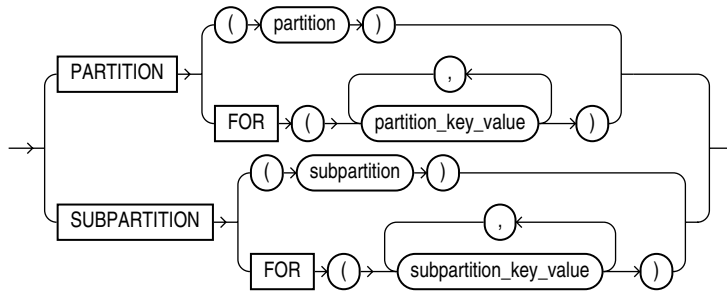 ( partition )
PARTITION
,
FOR ( partition_key_value )
( subpartition )
SUBPARTITION
,
FOR ( subpartition_key_value )